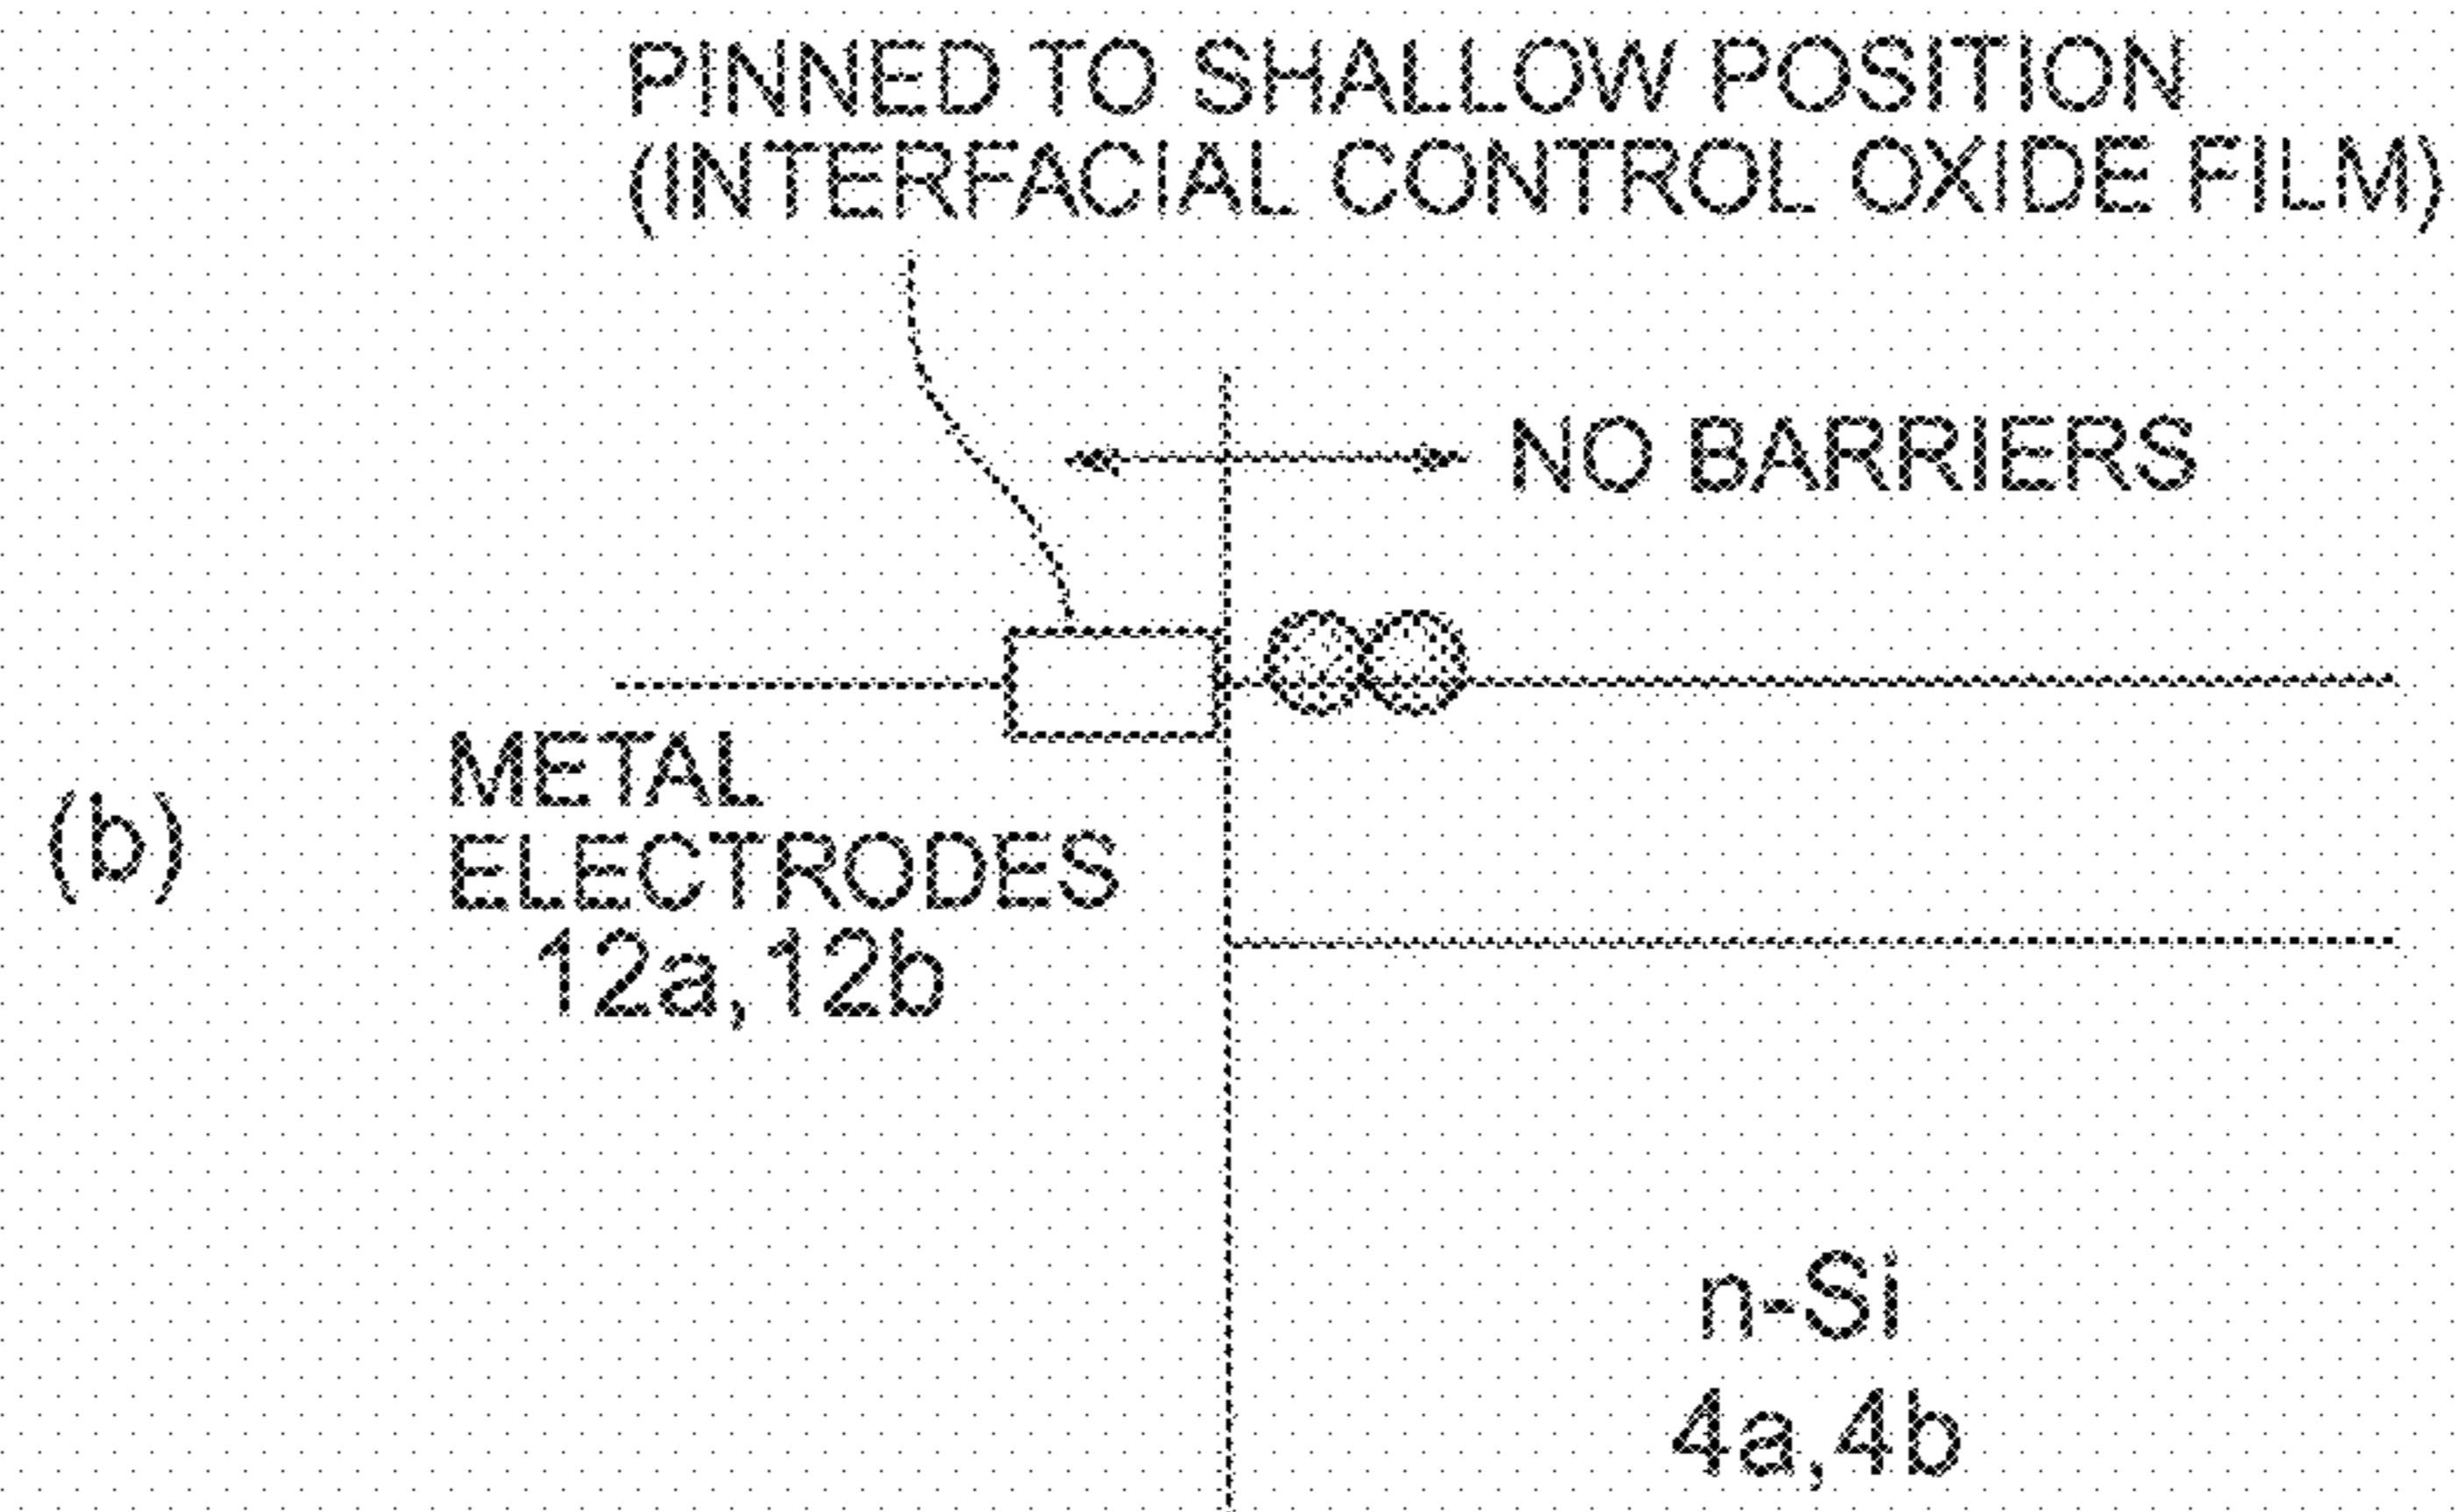 PINNED TO SHALLOW POSITION
(INTERFACIAL CONTROL OXIDE FILM)
NO BARRIERS
(b)
METAL
ELECTRODES
12a,12b
n-Si
4a,4b